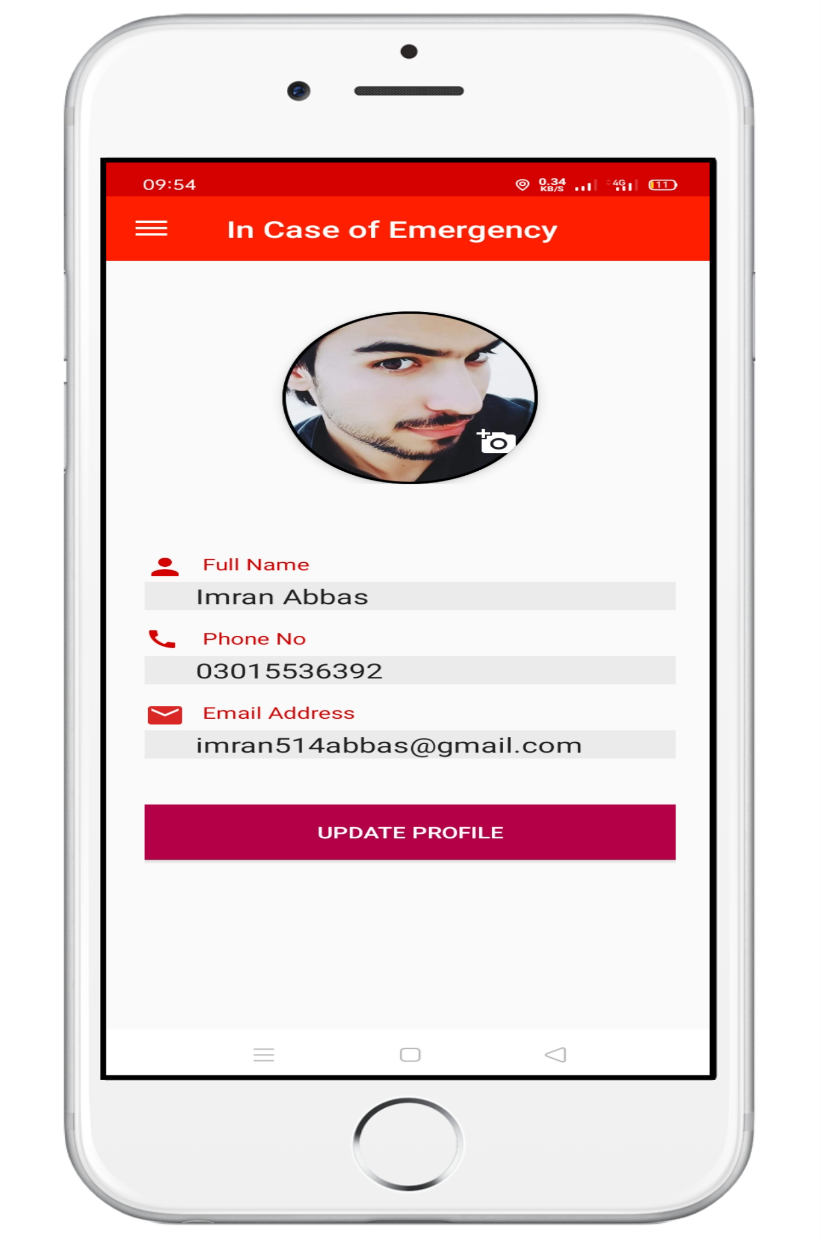 09:54
0.34
KB/S
4G
11
In Case of Emergency
Full Name
Imran Abbas
Phone No
03015536392
Email Address
imran514abbas@gmail.com
UPDATE PROFILE